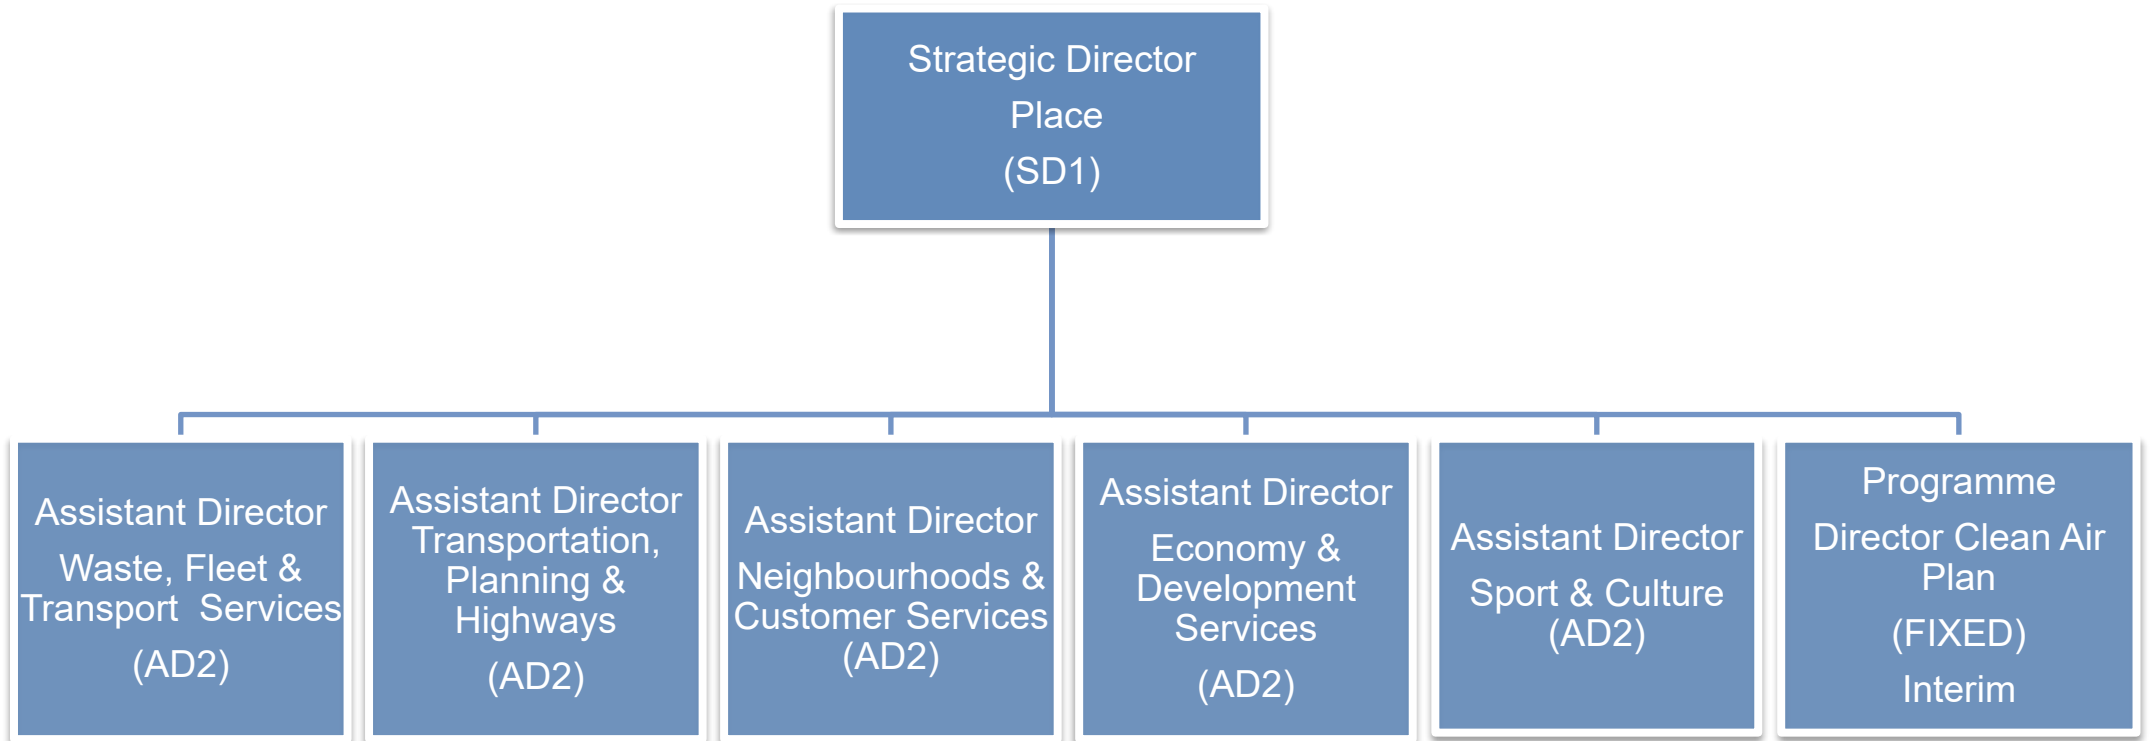 Strategic Director
Place
(SD1)
Assistant Director
Waste, Fleet &
Transport  Services
(AD2)
Assistant Director
Transportation,
Planning &
Highways
(AD2)
Assistant Director
Neighbourhoods &
Customer Services
(AD2)
Assistant Director
Economy &
Development
Services
(AD2)
Assistant Director
Sport & Culture
(AD2)
Programme
Director Clean Air
Plan
(FIXED)
Interim